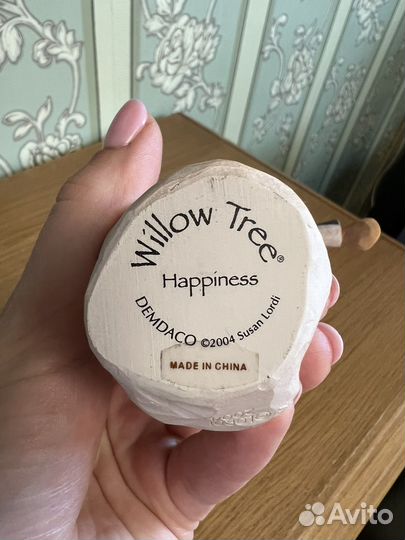 Willow Tree®
Happiness
DEMDACO ©2004 Susan Lordi
MADE IN CHINA
Avito